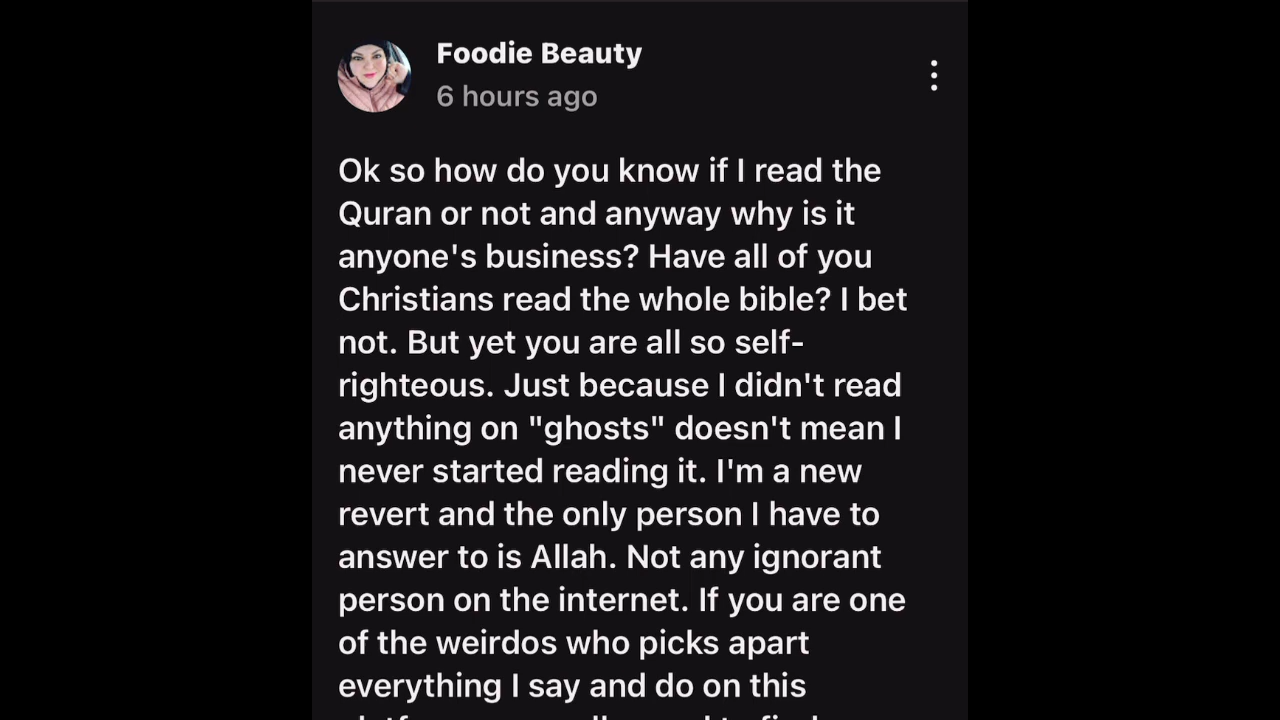 Foodie Beauty
6 hours ago
Ok so how do you know if I read the
Quran or not and anyway why is it
anyone's business? Have all of you
Christians read the whole bible? I bet
not. But yet you are all so self-
righteous. Just because I didn't read
anything on "ghosts" doesn't mean I
never started reading it. I'm a new
revert and the only person I have to
answer to is Allah. Not any ignorant
person on the internet. If you are one
of the weirdos who picks apart
everything I say and do on this